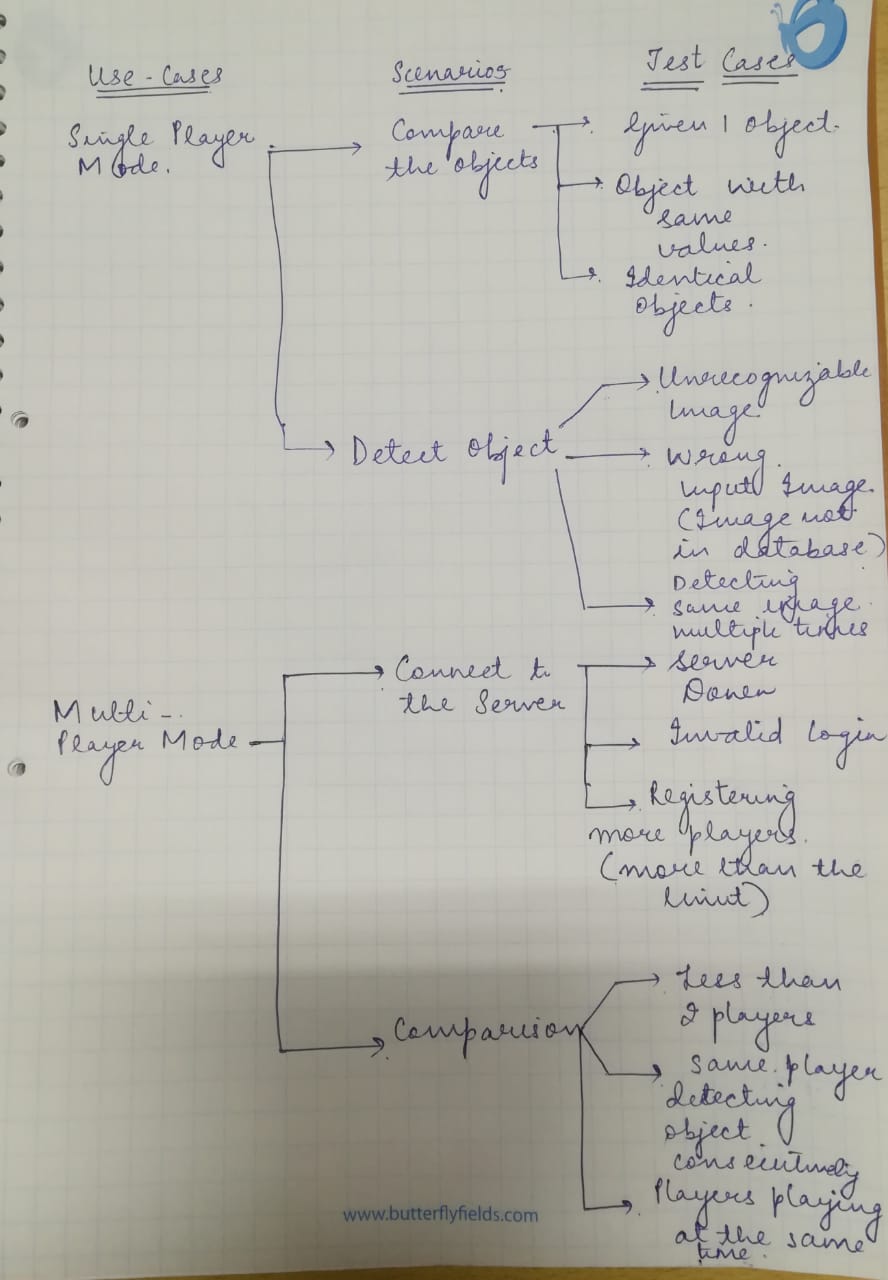 Use-Cases
Scenarios
Test Cases
Single Player
Mode.
Compare
the objects
Given 1 object.
Object with
same
values.
Identical
objects.
Detect Object
Unrecognizable
Image
Wrong
input Image
(Image not
in database)
Detecting
same image
multiple times
Multi-
Player Mode
Connect to
the Server
Server
Down
Invalid login
Registering
more players.
(more than the
limit)
Comparison
Less than
2 players
same player
detecting
object
consecutively
Players playing
at the same
time.
www.butterflyfields.com